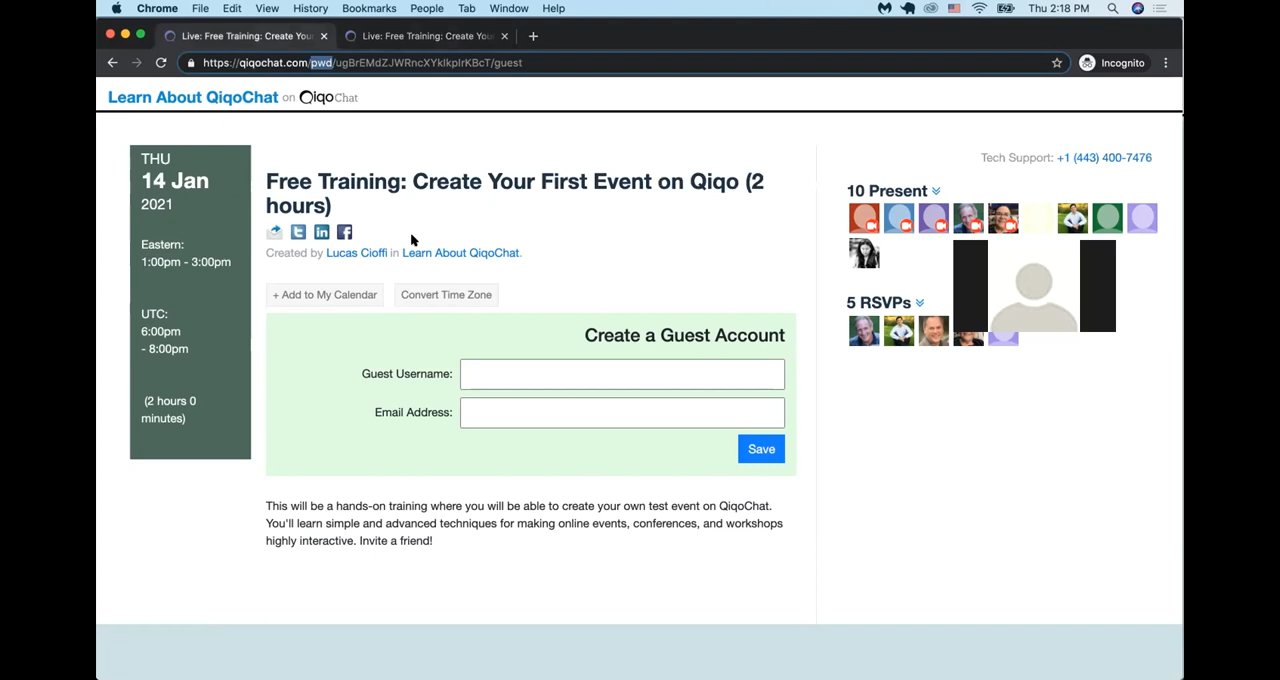 Chrome File Edit View History Bookmarks People Tab Window Help Thu 2:18 PM
Live: Free Training: Create You Live: Free Training: Create You
https://qiqochat.com/pwd/ugBrEMdZJWRncXYkIkpIrKBcT/guest Incognito
Learn About QiqoChat on Qiqo Chat
THU
14 Jan
2021
Eastern:
1:00pm - 3:00pm
UTC:
6:00pm
- 8:00pm
(2 hours 0
minutes)
Free Training: Create Your First Event on Qiqo (2
hours)
Created by Lucas Cioffi in Learn About QiqoChat.
+ Add to My Calendar Convert Time Zone
Create a Guest Account
Guest Username:
Email Address:
Save
This will be a hands-on training where you will be able to create your own test event on QiqoChat.
You'll learn simple and advanced techniques for making online events, conferences, and workshops
highly interactive. Invite a friend!
Tech Support: +1 (443) 400-7476
10 Present
5 RSVPs